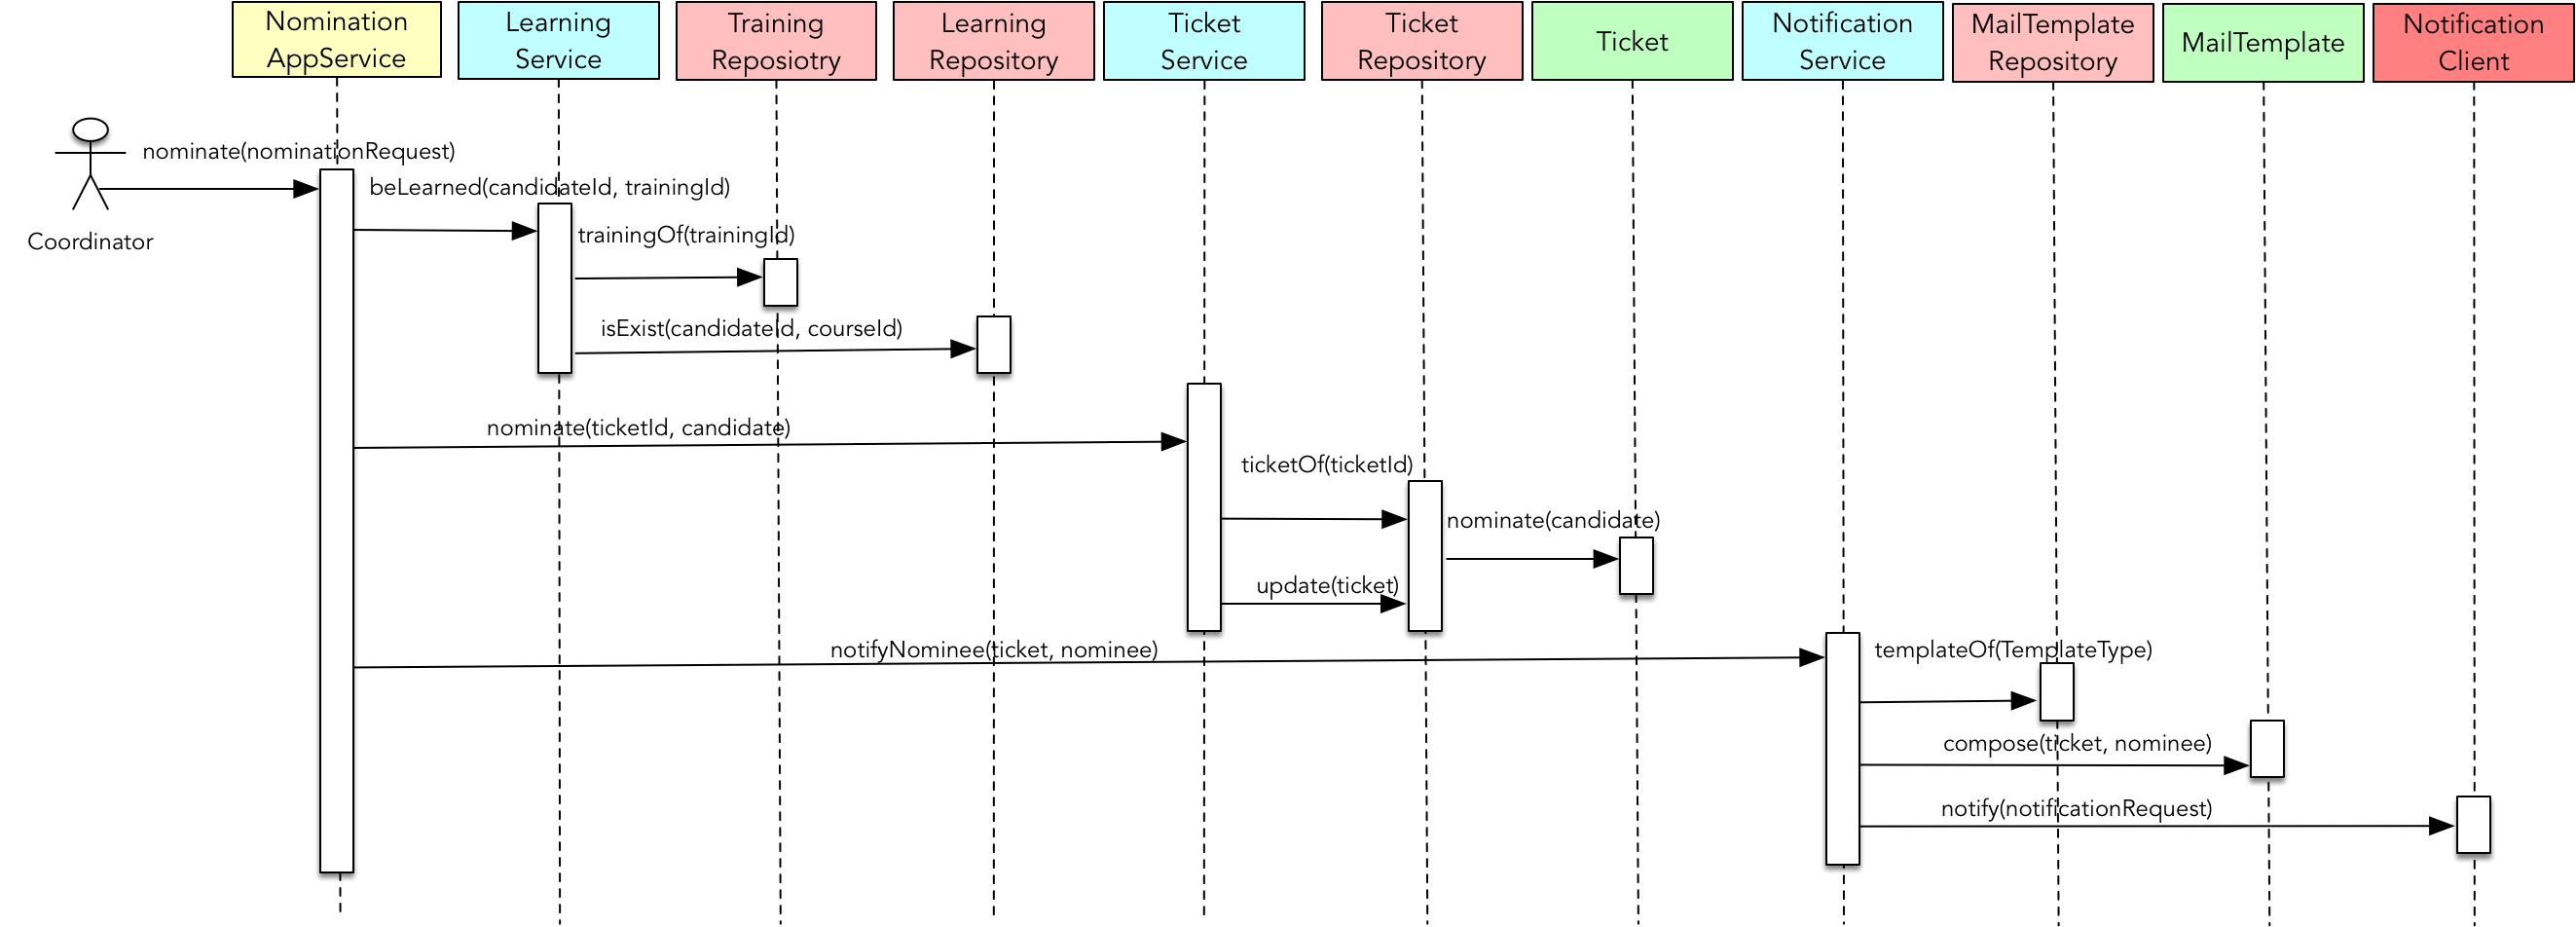 Nomination
AppService
Learning
Service
Training
Reposiotry
Learning
Repository
Ticket
Service
Ticket
Repository
Ticket
Notification
Service
MailTemplate
Repository
MailTemplate
Notification
Client
nominate(nominationRequest)
Coordinator
beLearned(candidateId, trainingId)
trainingOf(trainingId)
isExist(candidateId, courseId)
nominate(ticketId, candidate)
ticketOf(ticketId)
nominate(candidate)
update(ticket)
notifyNominee(ticket, nominee)
templateOf(TemplateType)
compose(ticket, nominee)
notify(notificationRequest)